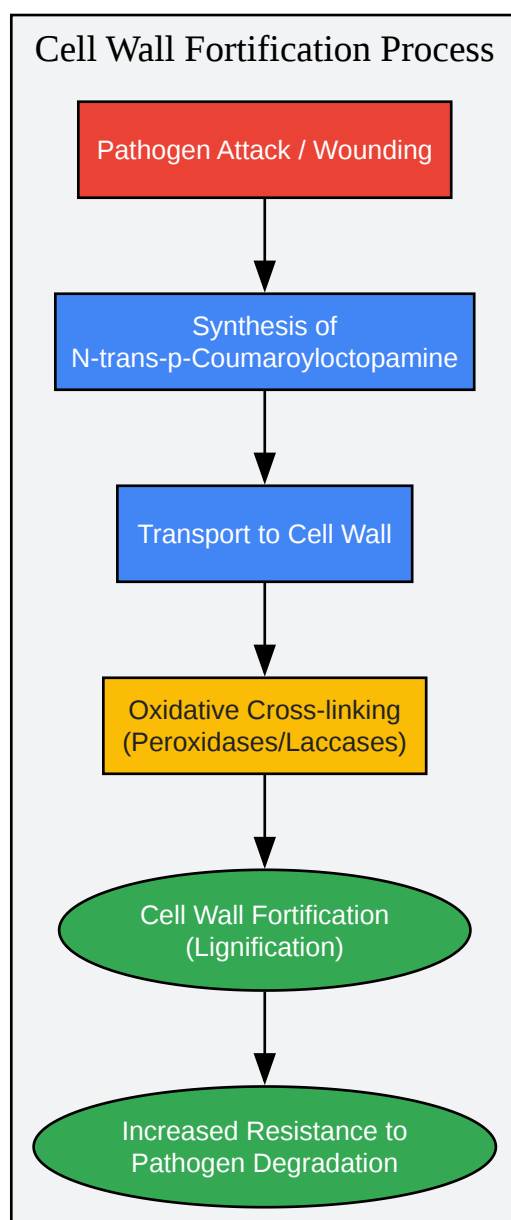 Cell Wall Fortification Process
Pathogen Attack / Wounding
Synthesis of
N-trans-p-Coumaroyloctopamine
Transport to Cell Wall
Oxidative Cross-linking
(Peroxidases/Laccases)
Cell Wall Fortification
(Lignification)
Increased Resistance to
Pathogen Degradation